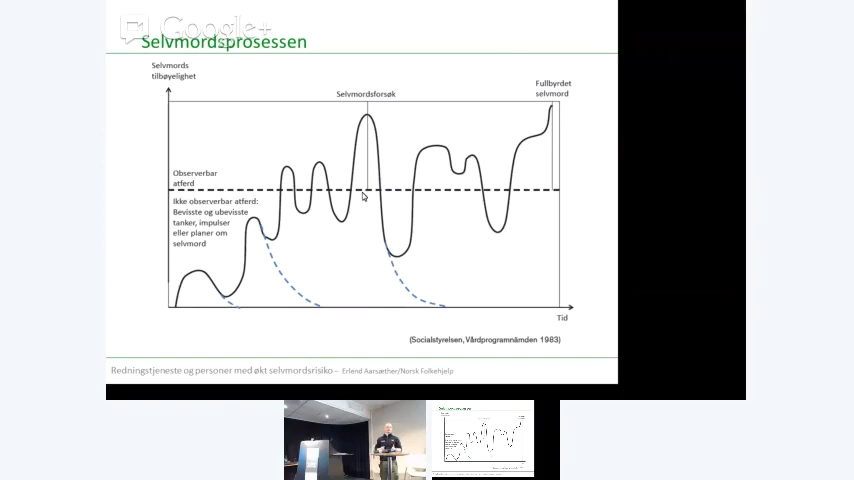 Google+
Selvmordsprosessen
Selvmords
tilbøyelighet
Selvmordsforsøk
Fullbyrdet
selvmord
Observerbar
atferd
Ikke observerbar atferd:
Bevisste og ubevisste
tanker, impulser
eller planer om
selvmord
Tid
(Socialstyrelsen, Vårdprogramnämden 1983)
Redningstjeneste og personer med økt selvmordsrisiko – Erlend Aarsæther/Norsk Folkehjelp